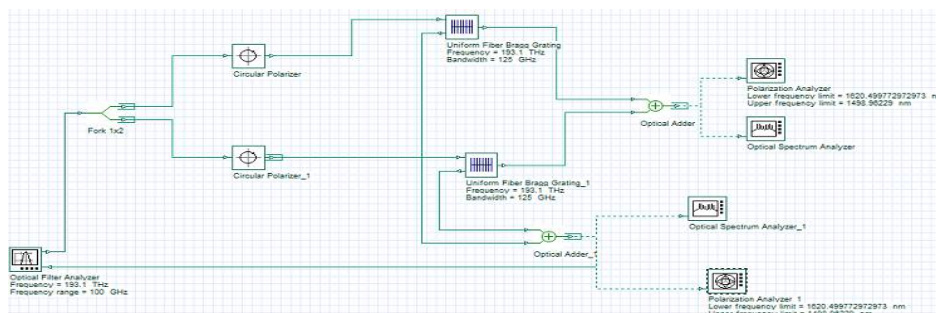 Uniform Fiber Bragg Grating
Frequency = 193.1 THz
Bandwidth = 125 GHz
Circular Polarizer
Polarization Analyzer
Lower frequency limit = 1620.499772972973 n
Upper frequency limit = 1498.96229 nm
Fork 1x2
Optical Adder
Optical Spectrum Analyzer
Circular Polarizer_1
Uniform Fiber Bragg Grating_1
Frequency = 193.1 THz
Bandwidth = 125 GHz
Optical Spectrum Analyzer_1
Optical Adder_1
Optical Filter Analyzer
Frequency = 193.1 THz
Frequency range = 100 GHz
Polarization Analyzer_1
Lower frequency limit = 1620.499772972973 nm